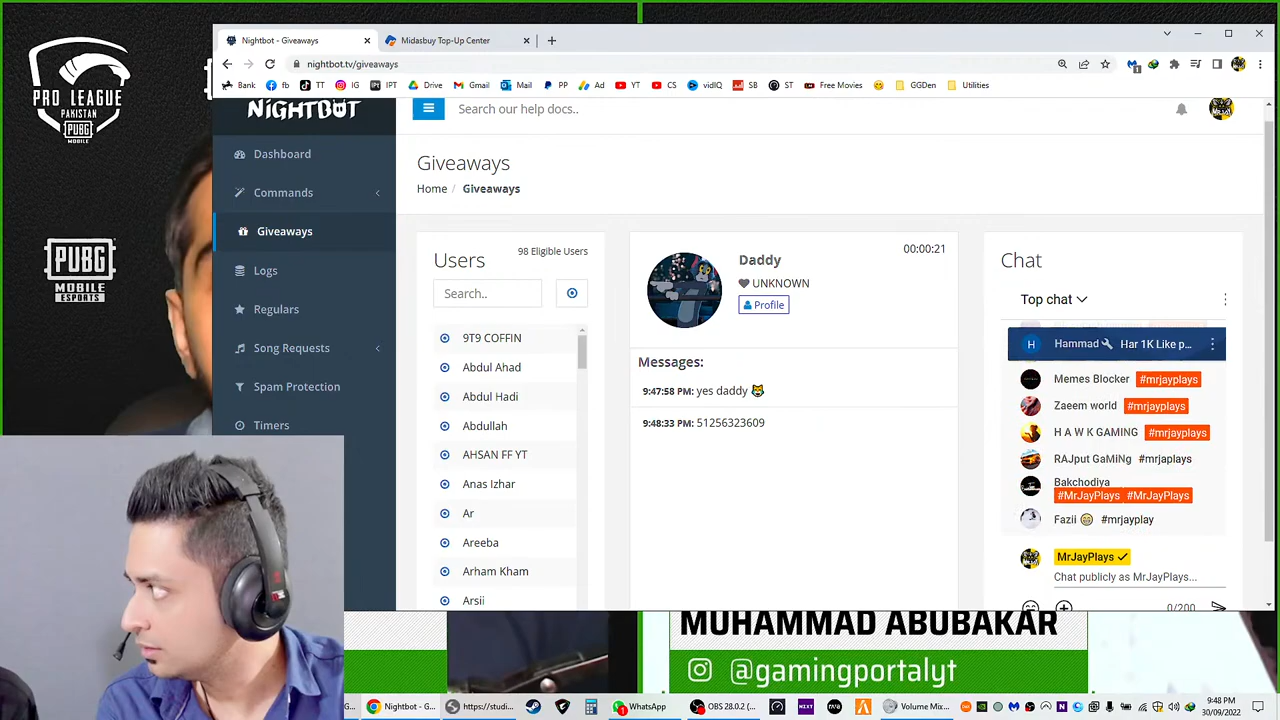 PRO LEAGUE
PAKISTAN
PUBG
MOBILE
PUBG
MOBILE
ESPORTS
Nightbot - Giveaways
Midasbuy Top-Up Center
nightbot.tv/giveaways
Bank
fb
TT
IG
IPT
Drive
Gmail
Mail
PP
Ad
YT
CS
vidIQ
SB
ST
Free Movies
GGDen
Utilities
NIGHTBOT
Search our help docs..
Dashboard
Commands
Giveaways
Logs
Regulars
Song Requests
Spam Protection
Timers
Giveaways
Home / Giveaways
Users
98 Eligible Users
Search..
9T9 COFFIN
Abdul Ahad
Abdul Hadi
Abdullah
AHSAN FF YT
Anas Izhar
Ar
Areeba
Arham Kham
Arsii
Daddy
00:00:21
UNKNOWN
Profile
Messages:
9:47:58 PM: yes daddy 😼
9:48:33 PM: 51256323609
Chat
Top chat
H Hammad Har 1K Like p...
Memes Blocker #mrjayplays
Zaeem world #mrjayplays
H A W K GAMING #mrjayplays
RAJput GaMiNg #mrjaplays
Bakchodiya
#MrJayPlays #MrJayPlays
Fazii 😁 #mrjayplay
MrJayPlays ✓
Chat publicly as MrJayPlays...
0/200
MUHAMMAD ABUBAKAR
@gamingportalyt
Nightbot - G...
https://studi...
WhatsApp
OBS 28.0.2 (...
Volume Mix...
9:48 PM
30/09/2022